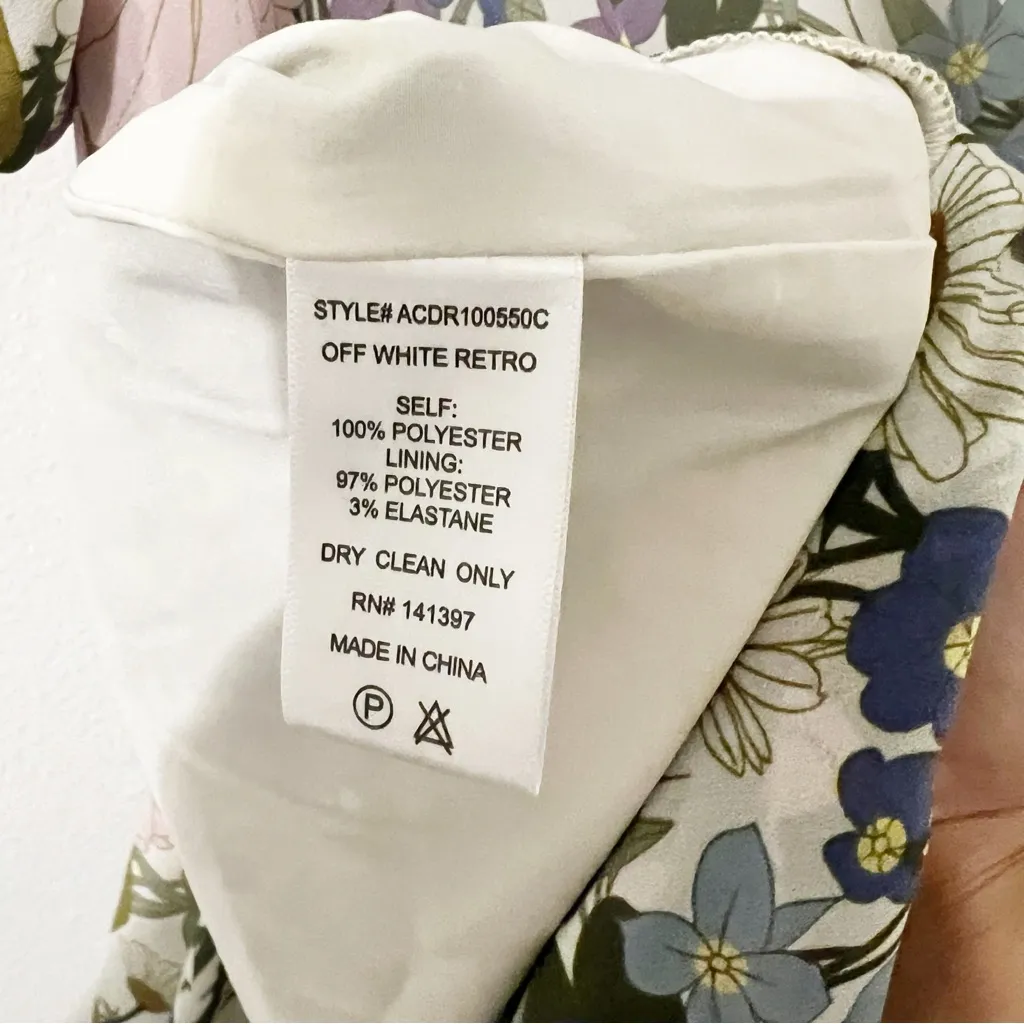 STYLE# ACDR100550C
OFF WHITE RETRO
SELF:
100% POLYESTER
LINING:
97% POLYESTER
3% ELASTANE
DRY CLEAN ONLY
RN# 141397
MADE IN CHINA
P